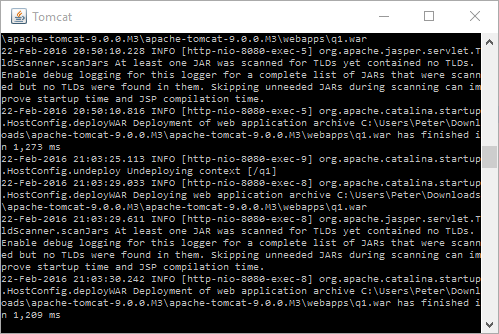 Tomcat
\apache-tomcat-9.0.0.M3\apache-tomcat-9.0.0.M3\webapps\q1.war
22-Feb-2016 20:50:10.228 INFO [http-nio-8080-exec-5] org.apache.jasper.servlet.T
ldScanner.scanJars At least one JAR was scanned for TLDs yet contained no TLDs.
Enable debug logging for this logger for a complete list of JARs that were scann
ed but no TLDs were found in them. Skipping unneeded JARs during scanning can im
prove startup time and JSP compilation time.
22-Feb-2016 20:50:10.816 INFO [http-nio-8080-exec-5] org.apache.catalina.startup
.HostConfig.deployWAR Deployment of web application archive C:\Users\Peter\Downl
oads\apache-tomcat-9.0.0.M3\apache-tomcat-9.0.0.M3\webapps\q1.war has finished i
n 1,273 ms
22-Feb-2016 21:03:25.113 INFO [http-nio-8080-exec-9] org.apache.catalina.startup
.HostConfig.undeploy Undeploying context [/q1]
22-Feb-2016 21:03:29.033 INFO [http-nio-8080-exec-8] org.apache.catalina.startup
.HostConfig.deployWAR Deploying web application archive C:\Users\Peter\Downloads
\apache-tomcat-9.0.0.M3\apache-tomcat-9.0.0.M3\webapps\q1.war
22-Feb-2016 21:03:29.611 INFO [http-nio-8080-exec-8] org.apache.jasper.servlet.T
ldScanner.scanJars At least one JAR was scanned for TLDs yet contained no TLDs.
Enable debug logging for this logger for a complete list of JARs that were scann
ed but no TLDs were found in them. Skipping unneeded JARs during scanning can im
prove startup time and JSP compilation time.
22-Feb-2016 21:03:30.242 INFO [http-nio-8080-exec-8] org.apache.catalina.startup
.HostConfig.deployWAR Deployment of web application archive C:\Users\Peter\Downl
oads\apache-tomcat-9.0.0.M3\apache-tomcat-9.0.0.M3\webapps\q1.war has finished i
n 1,209 ms